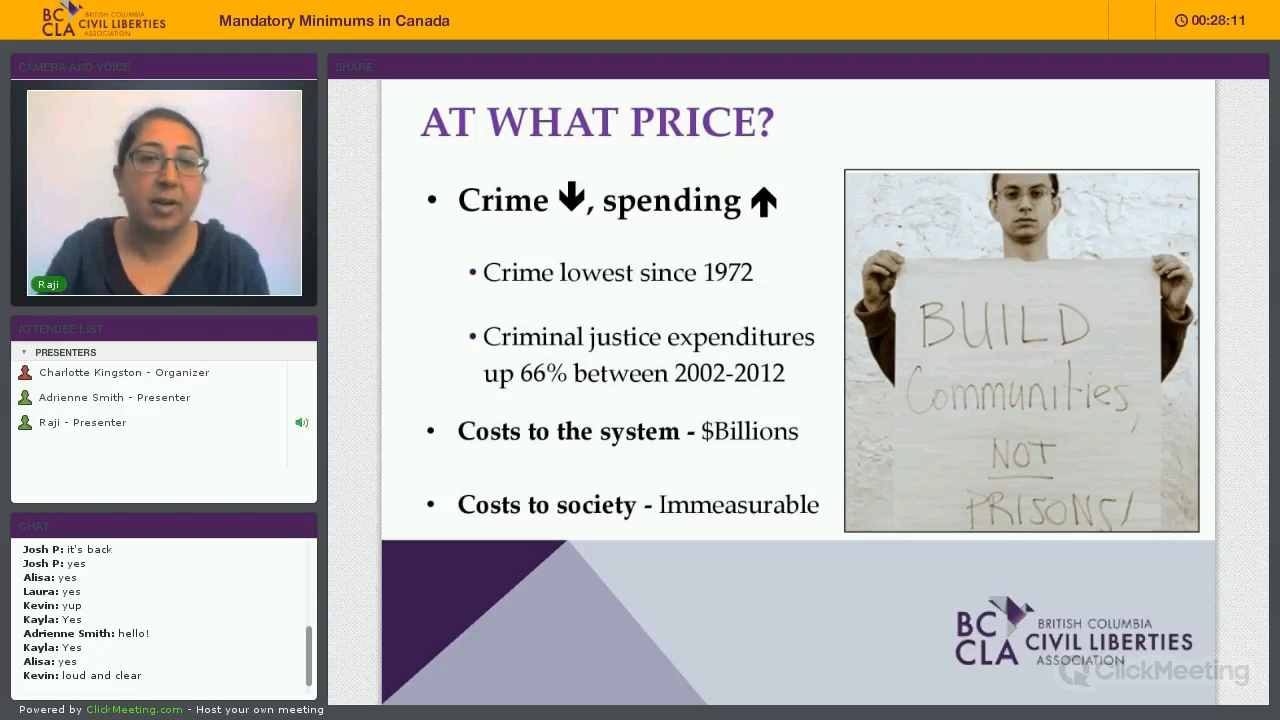 BC
CLA
BRITISH COLUMBIA
CIVIL LIBERTIES
ASSOCIATION
Mandatory Minimums in Canada
00:28:11
CAMERA AND VOICE
Raji
ATTENDEE LIST
PRESENTERS
Charlotte Kingston - Organizer
Adrienne Smith - Presenter
Raji - Presenter
CHAT
Josh P: it's back
Josh P: yes
Alisa: yes
Laura: yes
Kevin: yup
Kayla: Yes
Adrienne Smith: hello!
Kayla: Yes
Alisa: yes
Kevin: loud and clear
Powered by ClickMeeting.com - Host your own meeting
SHARE
AT WHAT PRICE?
• Crime ↓, spending ↑
• Crime lowest since 1972
• Criminal justice expenditures
up 66% between 2002-2012
• Costs to the system - $Billions
• Costs to society - Immeasurable
BUILD
Communities,
NOT
PRISONS!
BC
CLA
BRITISH COLUMBIA
CIVIL LIBERTIES
ASSOCIATION
ClickMeeting